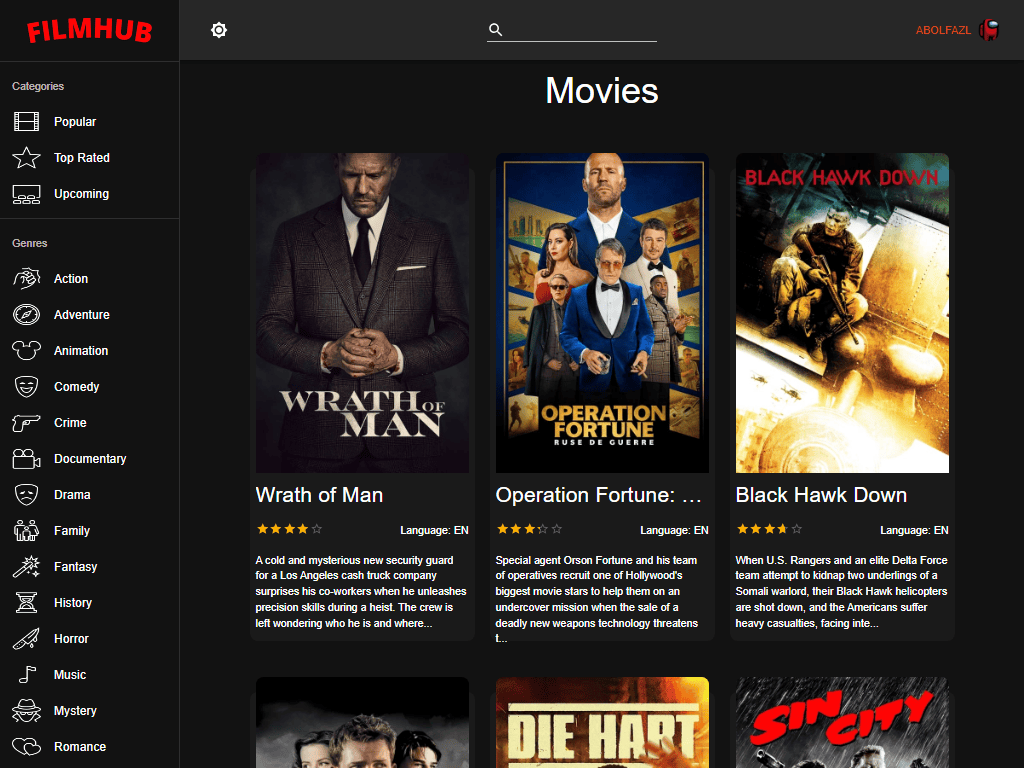 FILMHUB
ABOLFAZL
Categories
Popular
Top Rated
Upcoming
Genres
Action
Adventure
Animation
Comedy
Crime
Documentary
Drama
Family
Fantasy
History
Horror
Music
Mystery
Romance
Movies
WRATH OF
MAN
Wrath of Man
Language: EN
A cold and mysterious new security guard
for a Los Angeles cash truck company
surprises his co-workers when he unleashes
precision skills during a heist. The crew is
left wondering who he is and where...
OPERATION
FORTUNE
RUSE DE GUERRE
Operation Fortune: ...
Language: EN
Special agent Orson Fortune and his team
of operatives recruit one of Hollywood's
biggest movie stars to help them on an
undercover mission when the sale of a
deadly new weapons technology threatens
t...
BLACK HAWK DOWN
Black Hawk Down
Language: EN
When U.S. Rangers and an elite Delta Force
team attempt to kidnap two underlings of a
Somali warlord, their Black Hawk helicopters
are shot down, and the Americans suffer
heavy casualties, facing inte...
DIE HART
SIN CITY